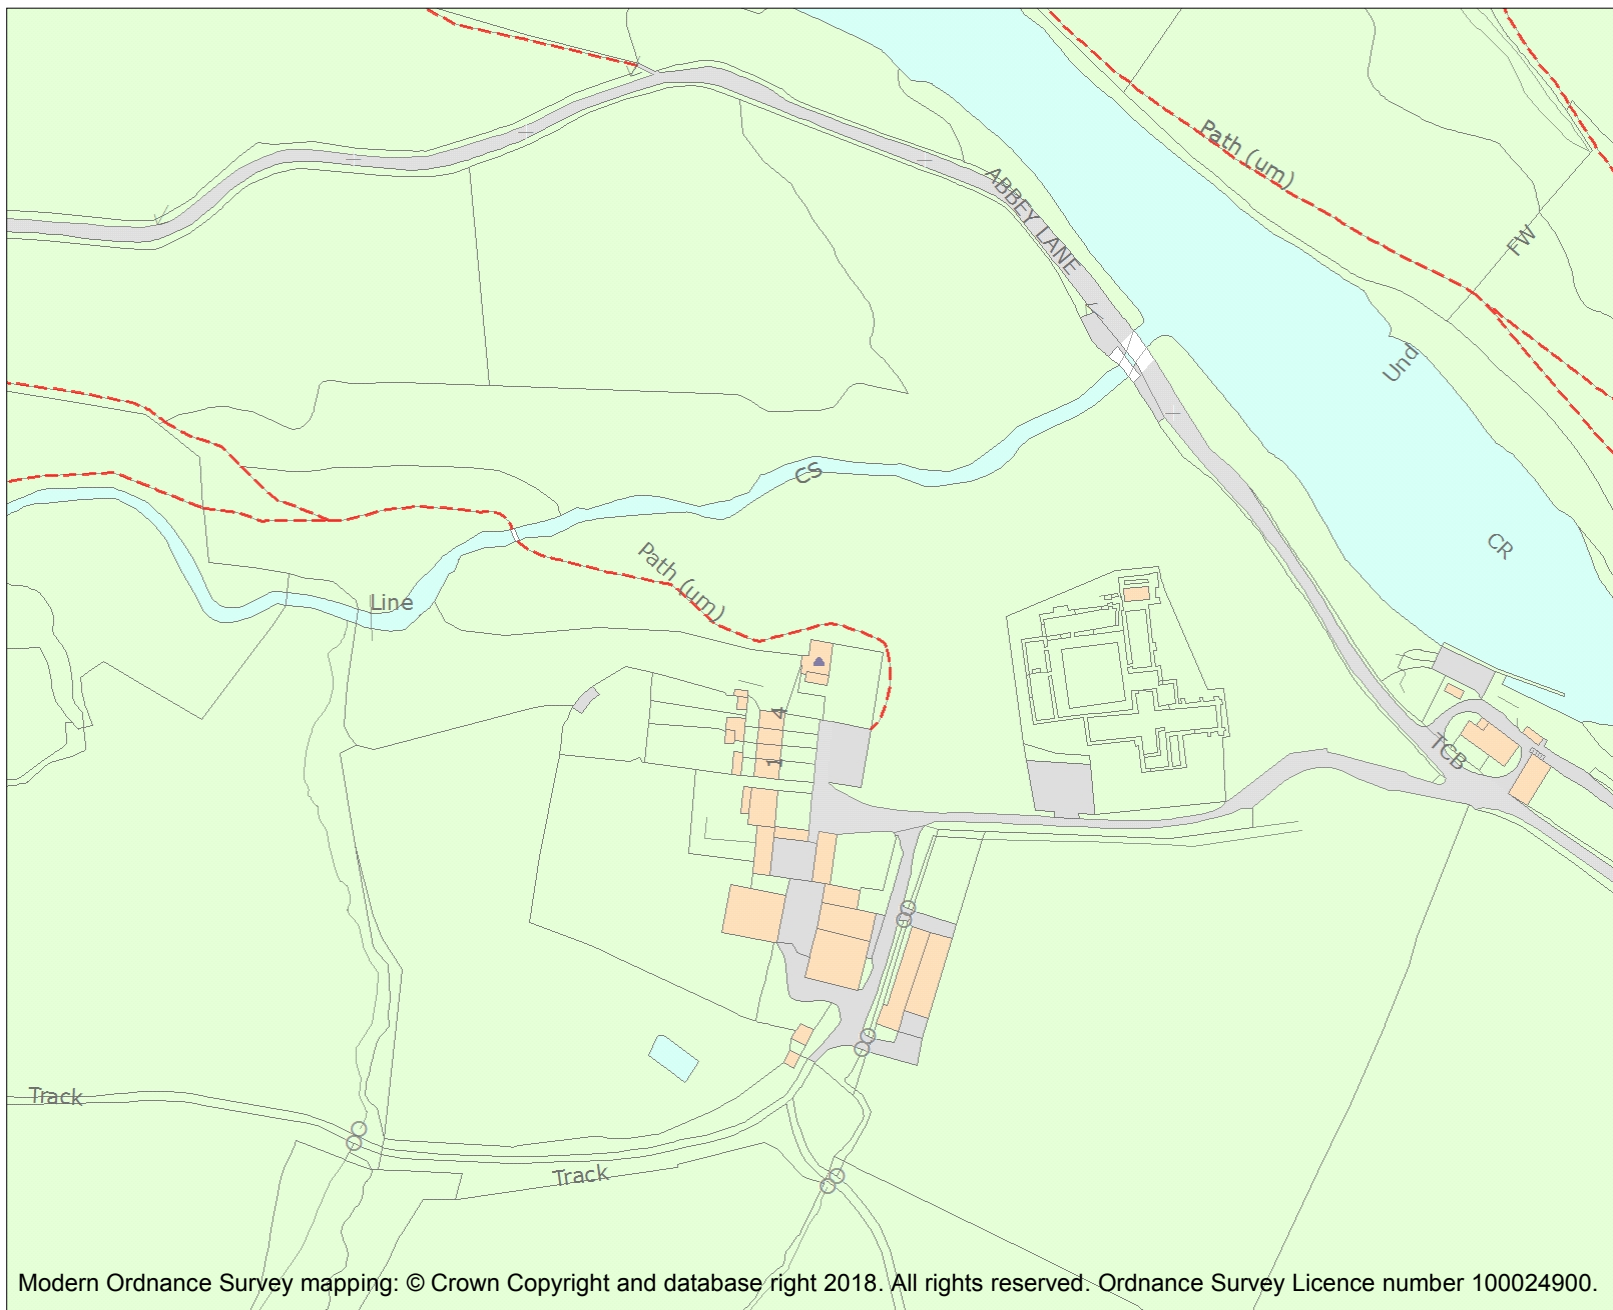 Path (um)
ABBEY LANE
FW
Und
CS
CR
Path (um)
Line
4
1
TCB
Track
Track
Modern Ordnance Survey mapping: © Crown Copyright and database right 2018. All rights reserved. Ordnance Survey Licence number 100024900.